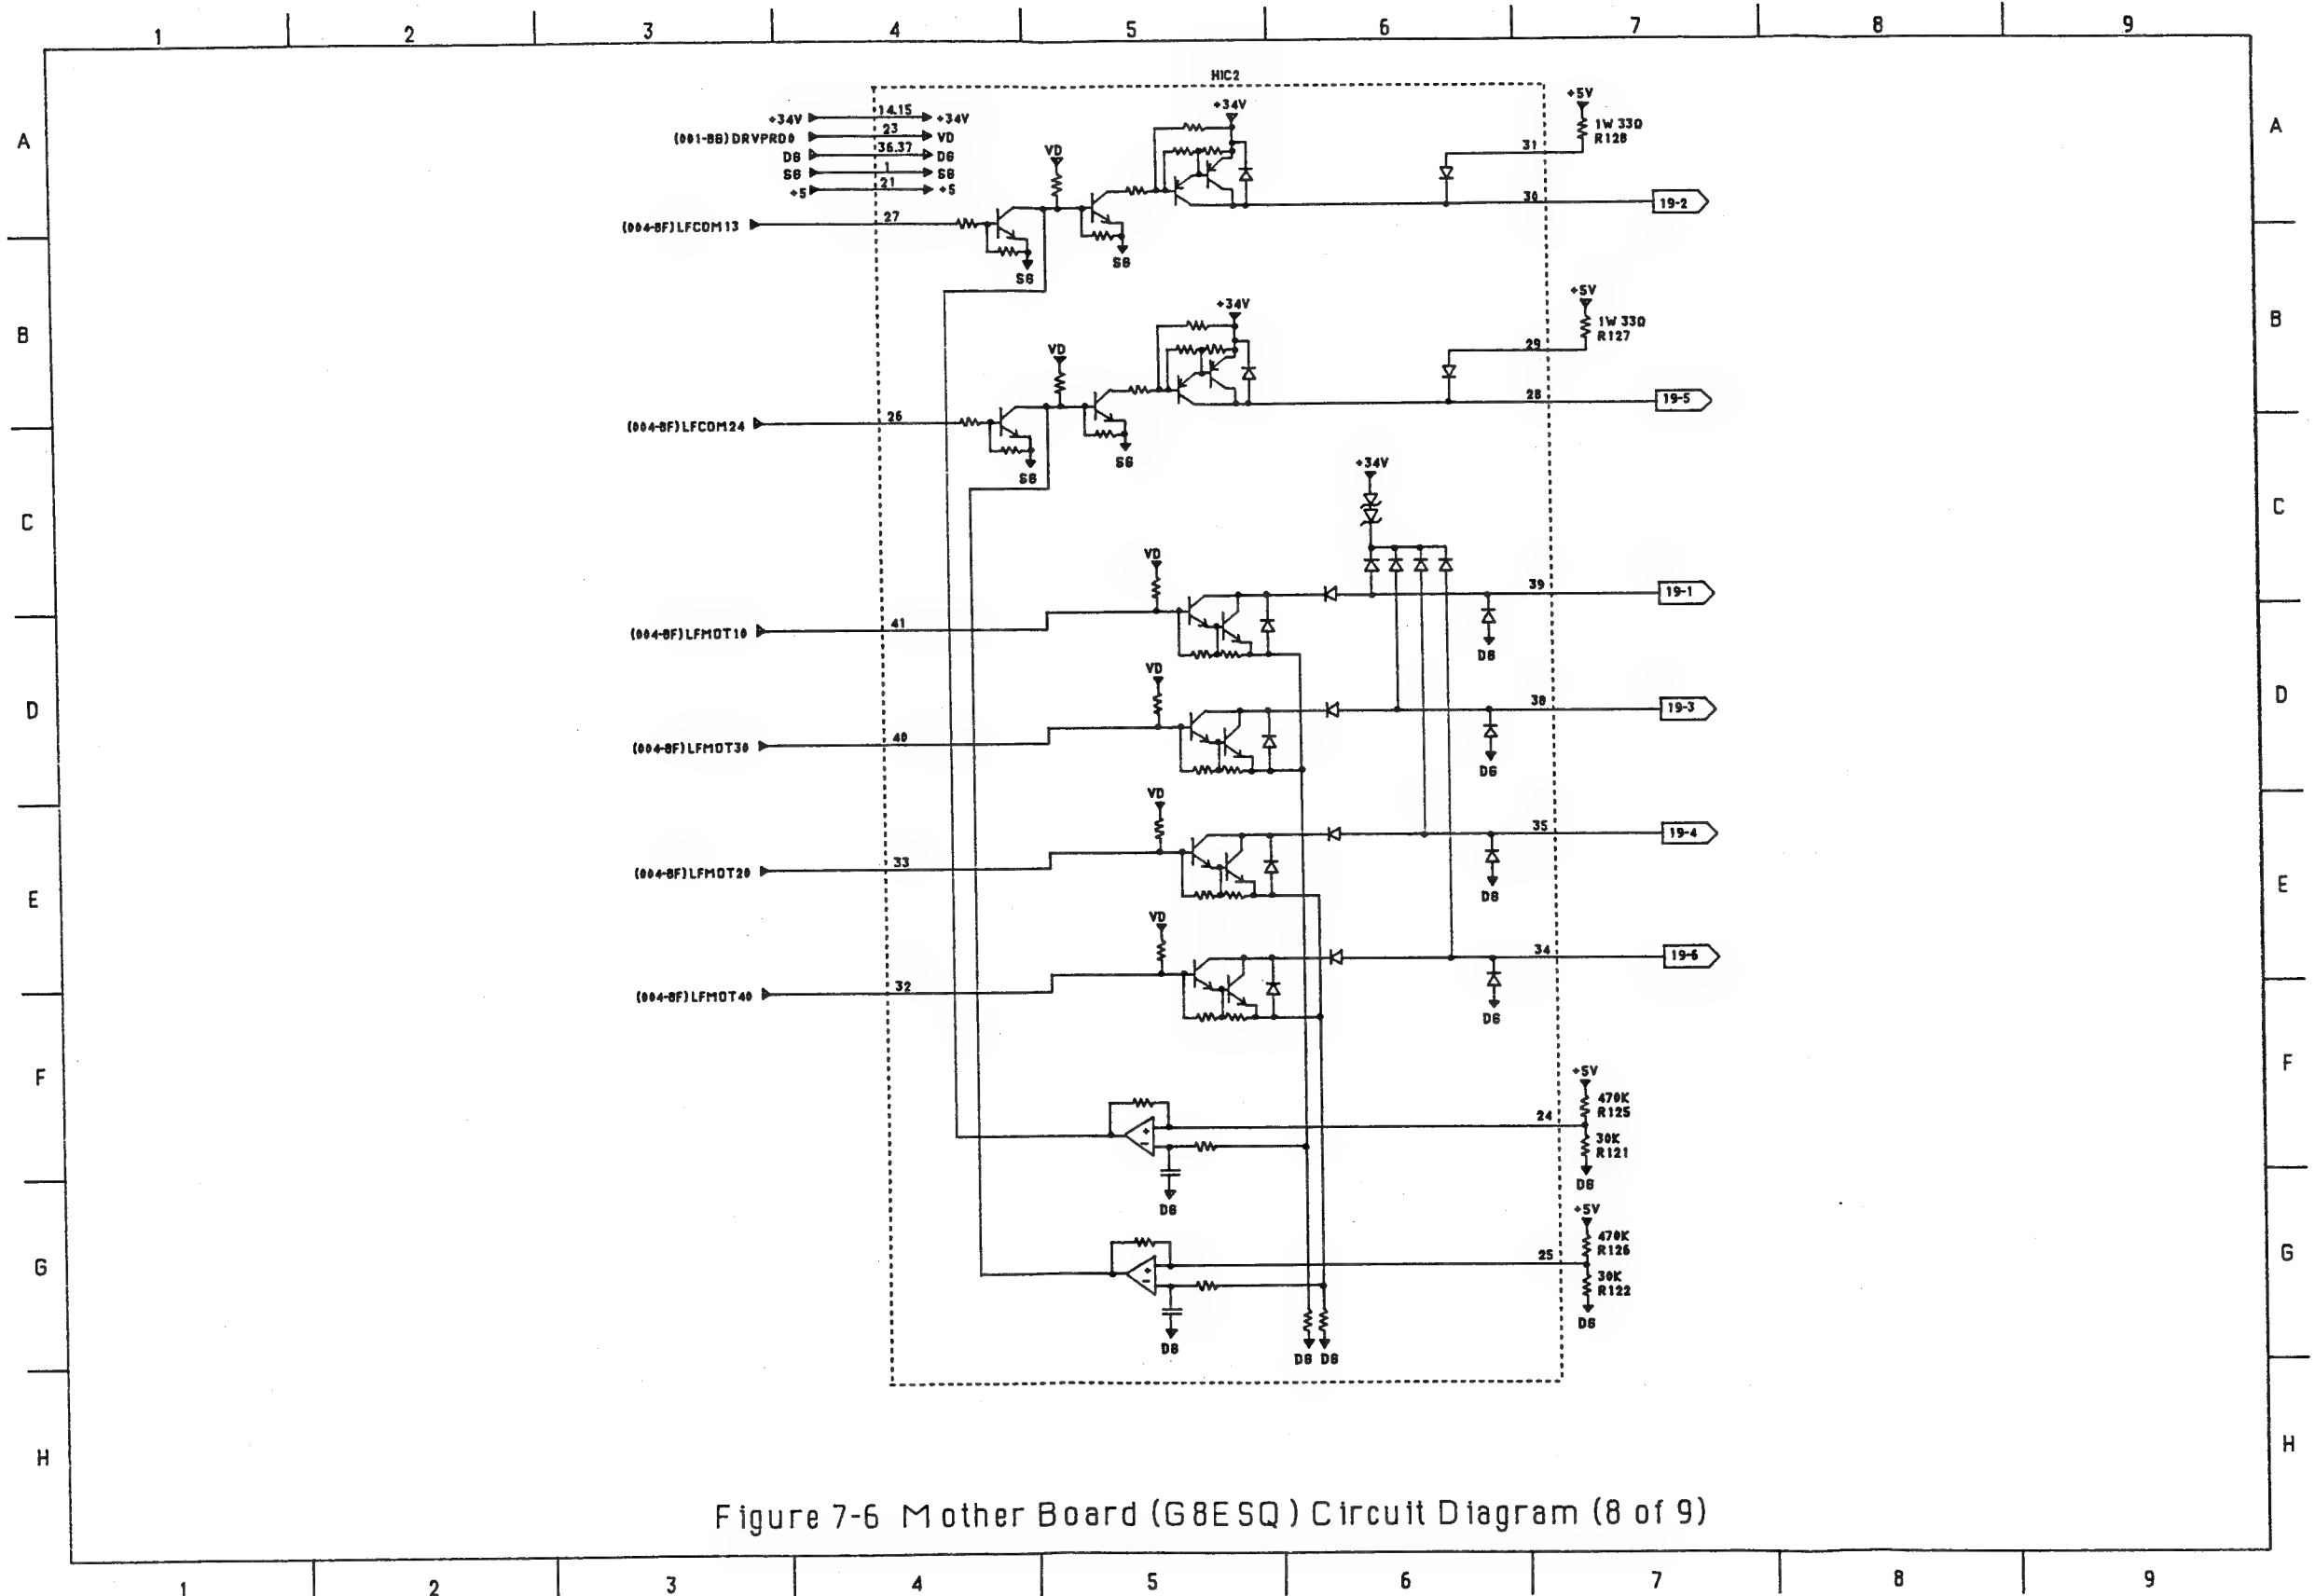 1 2 3 4 5 6 7 8 9
HIC2
+34V 14.15 +34V
(001-8B)DRVPRD0 23 VD
DG 36.37 DG
SG 1 SG
+5 21 +5
+34V
+5V
1W 33Ω
R128
A
A
VD
31
30
19-2
(004-8F)LFCOM13 27
SG
SG
+34V
+5V
1W 33Ω
R127
B
B
VD
29
28
19-5
(004-8F)LFCOM24 26
SG
SG
+34V
C
C
VD
39
19-1
(004-8F)LFMOT10 41
DG
VD
D
D
38
19-3
(004-8F)LFMOT30 40
DG
VD
35
19-4
(004-8F)LFMOT20 33
E
E
DG
VD
34
19-6
(004-8F)LFMOT40 32
DG
F
F
+5V
470K
R125
24
+
-
30K
R121
DG
DG
+5V
470K
R126
G
G
25
+
-
30K
R122
DG
DG
DG DG
H
H
Figure 7-6 Mother Board (G8ESQ) Circuit Diagram (8 of 9)
1 2 3 4 5 6 7 8 9